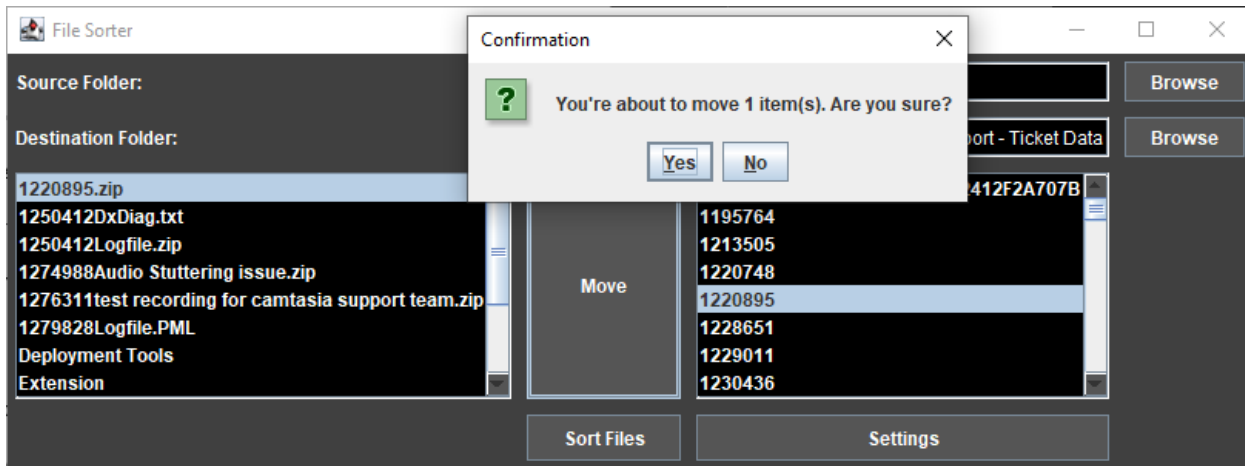 File Sorter
Confirmation
You're about to move 1 item(s). Are you sure?
Yes
No
Source Folder:
Browse
Destination Folder:
- Ticket Data
Browse
1220895.zip
1250412DxDiag.txt
1250412Logfile.zip
1274988Audio Stuttering issue.zip
1276311test recording for camtasia support team.zip
1279828Logfile.PML
Deployment Tools
Extension
Move
2412F2A707B
1195764
1213505
1220748
1220895
1228651
1229011
1230436
Sort Files
Settings